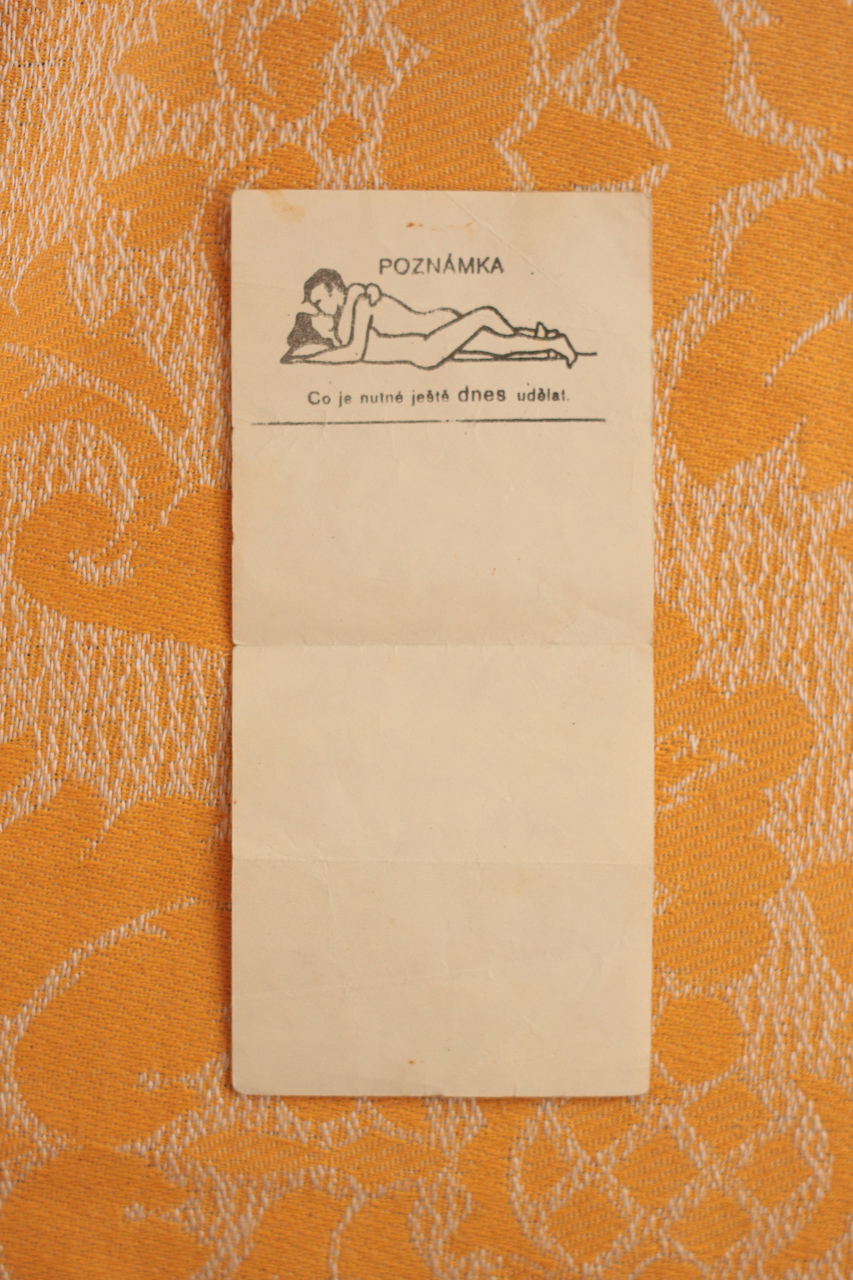 POZNÁMKA
Co je nutné ještě dnes udělat.